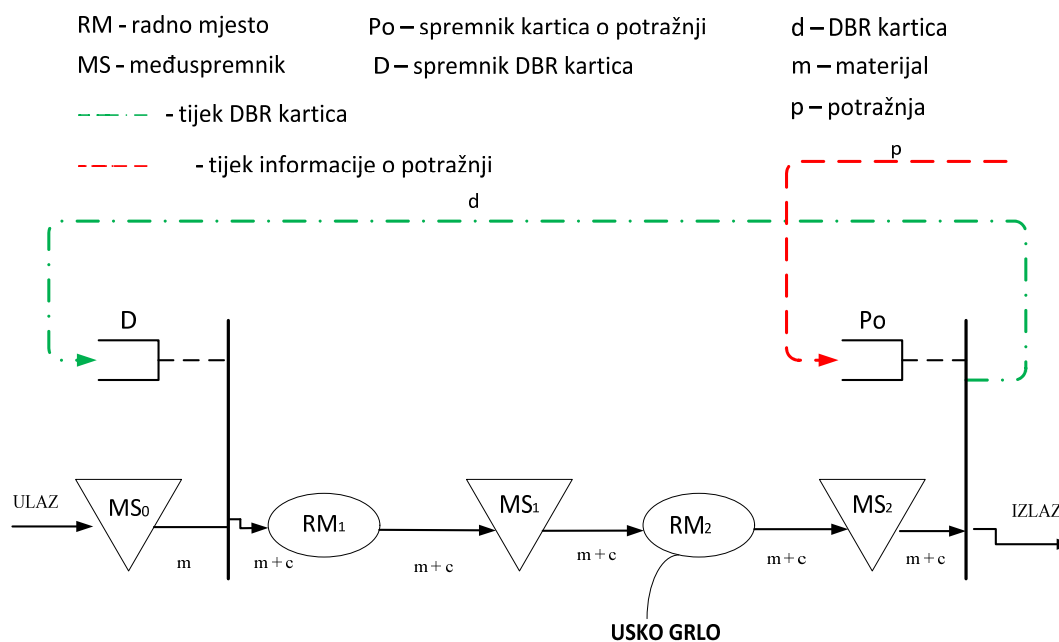 RM - radno mjesto
Po – spremnik kartica o potražnji
d – DBR kartica
MS - međuspremnik
D – spremnik DBR kartica
m – materijal
- tijek DBR kartica
p – potražnja
- tijek informacije o potražnji
p
d
D
Po
ULAZ
MS0
RM1
MS1
RM2
MS2
IZLAZ
m
m + c
m + c
m + c
m + c
m + c
USKO GRLO